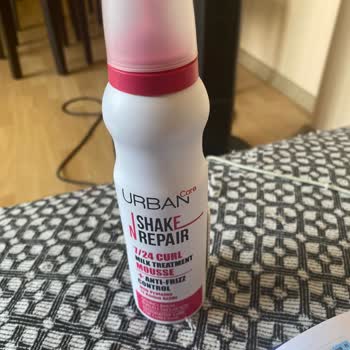 URBAN Care
SHAKE
N REPAIR
7/24 CURL
MILK TREATMENT
MOUSSE
+ ANTI-FRIZZ
CONTROL